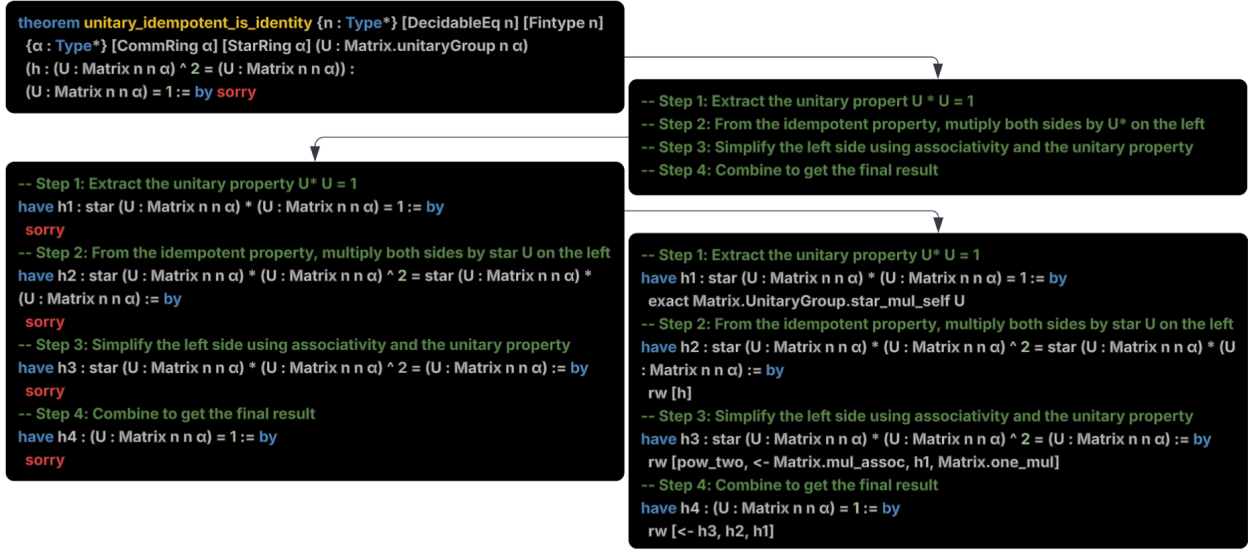 theorem unitary_idempotent_is_identity {n : Type*} [DecidableEq n] [Fintype n]
{α : Type*} [CommRing α] [StarRing α] (U : Matrix.unitaryGroup n α)
(h : (U : Matrix n n α) ^ 2 = (U : Matrix n n α)) :
(U : Matrix n n α) = 1 := by sorry
-- Step 1: Extract the unitary propert U * U = 1
-- Step 2: From the idempotent property, mutiply both sides by U* on the left
-- Step 3: Simplify the left side using associativity and the unitary property
-- Step 4: Combine to get the final result
-- Step 1: Extract the unitary property U* U = 1
have h1 : star (U : Matrix n n α) * (U : Matrix n n α) = 1 := by
sorry
-- Step 2: From the idempotent property, multiply both sides by star U on the left
have h2 : star (U : Matrix n n α) * (U : Matrix n n α) ^ 2 = star (U : Matrix n n α) *
(U : Matrix n n α) := by
sorry
-- Step 3: Simplify the left side using associativity and the unitary property
have h3 : star (U : Matrix n n α) * (U : Matrix n n α) ^ 2 = (U : Matrix n n α) := by
sorry
-- Step 4: Combine to get the final result
have h4 : (U : Matrix n n α) = 1 := by
sorry
-- Step 1: Extract the unitary property U* U = 1
have h1 : star (U : Matrix n n α) * (U : Matrix n n α) = 1 := by
exact Matrix.UnitaryGroup.star_mul_self U
-- Step 2: From the idempotent property, multiply both sides by star U on the left
have h2 : star (U : Matrix n n α) * (U : Matrix n n α) ^ 2 = star (U : Matrix n n α) * (U
: Matrix n n α) := by
rw [h]
-- Step 3: Simplify the left side using associativity and the unitary property
have h3 : star (U : Matrix n n α) * (U : Matrix n n α) ^ 2 = (U : Matrix n n α) := by
rw [pow_two, <- Matrix.mul_assoc, h1, Matrix.one_mul]
-- Step 4: Combine to get the final result
have h4 : (U : Matrix n n α) = 1 := by
rw [<- h3, h2, h1]